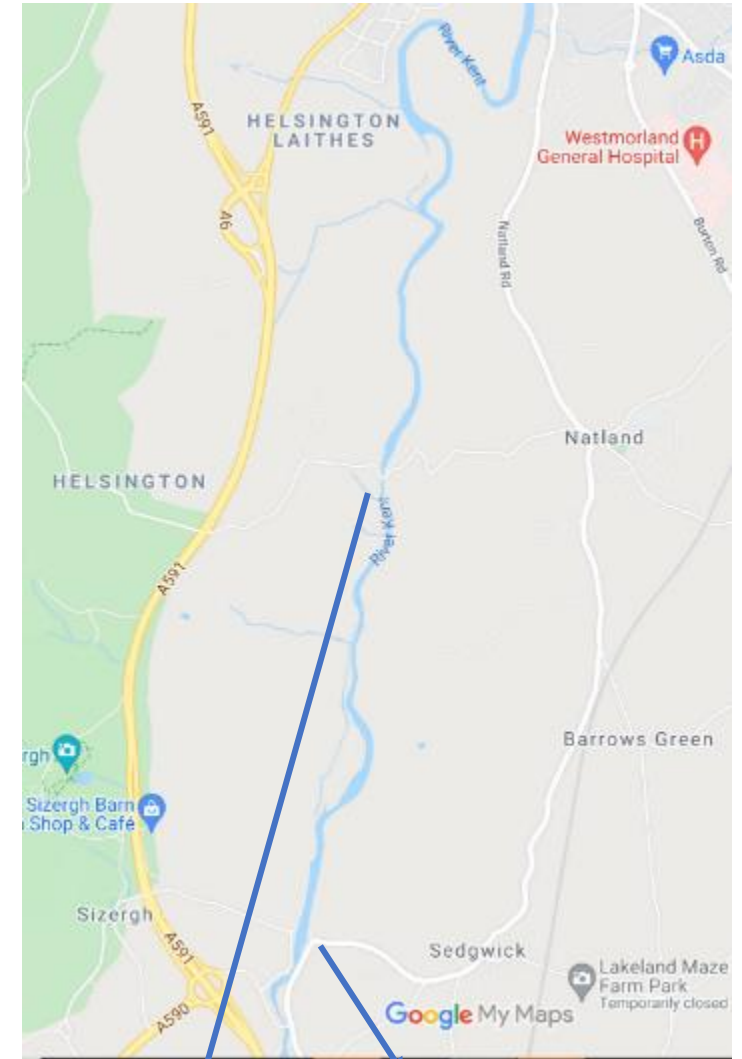 River Kent
Asda
A591
HELSINGTON
LAITHES
Westmorland
General Hospital
H
A6
Natland Rd
Burton Rd
Natland
HELSINGTON
River Kent
A591
Barrows Green
rgh
Sizergh Barn
Shop & Café
Sizergh
A591
Sedgwick
Lakeland Maze
Farm Park
Temporarily closed
A590
Google My Maps